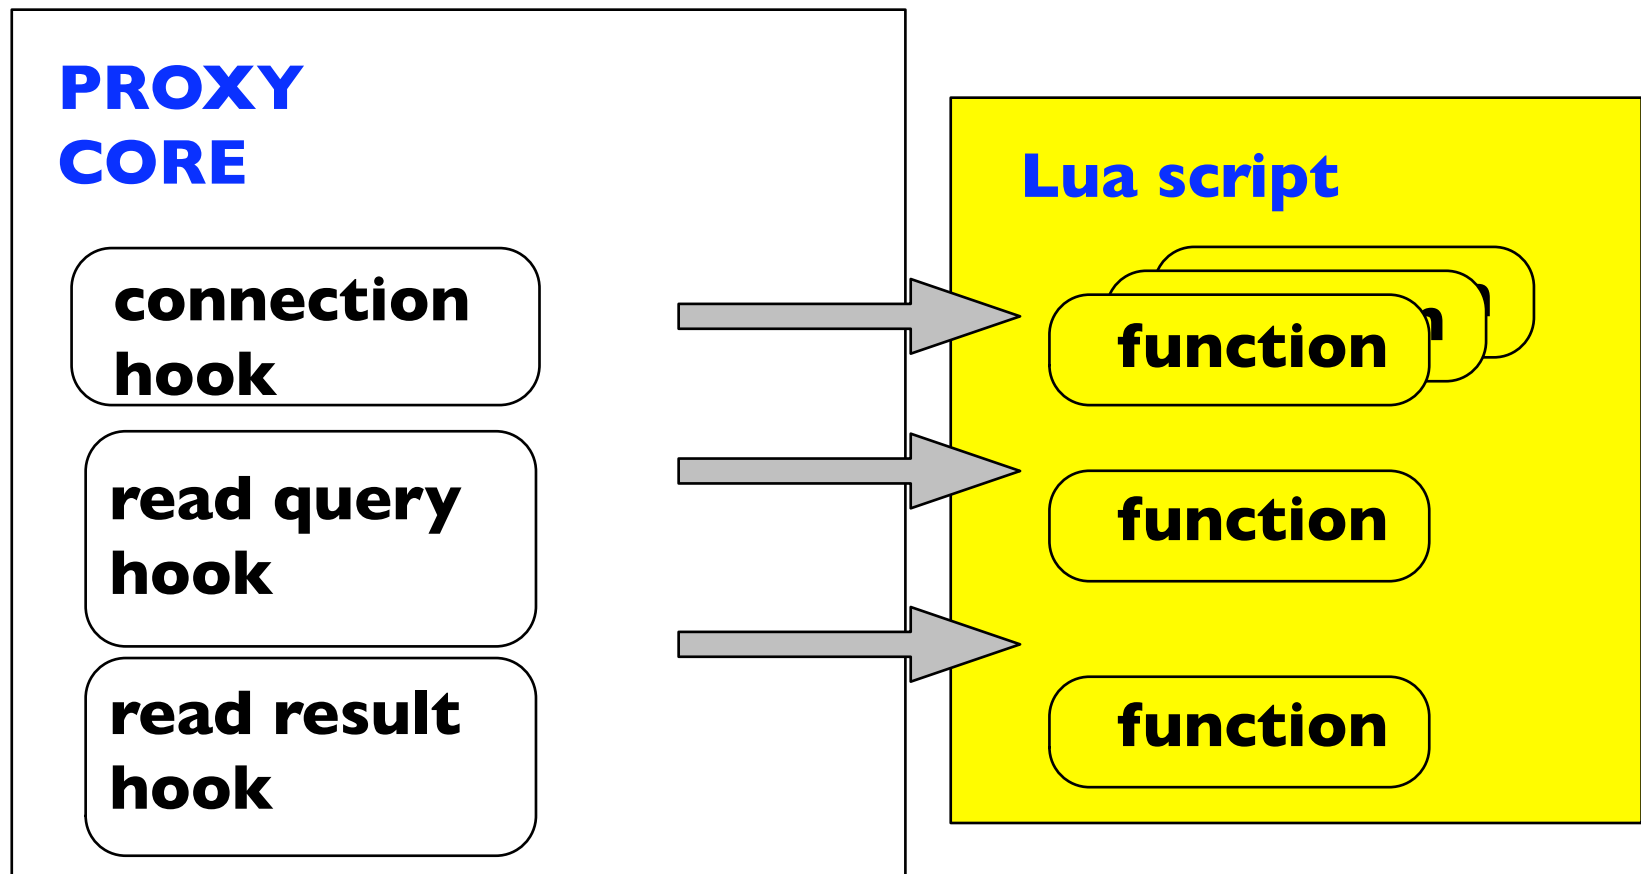 PROXY
CORE
connection
hook
read query
hook
read result
hook
Lua script
function
function
function